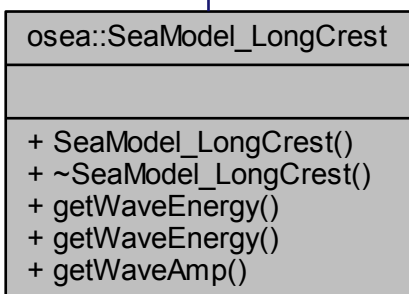 osea::SeaModel_LongCrest
+ SeaModel_LongCrest()
+ ~SeaModel_LongCrest()
+ getWaveEnergy()
+ getWaveEnergy()
+ getWaveAmp()